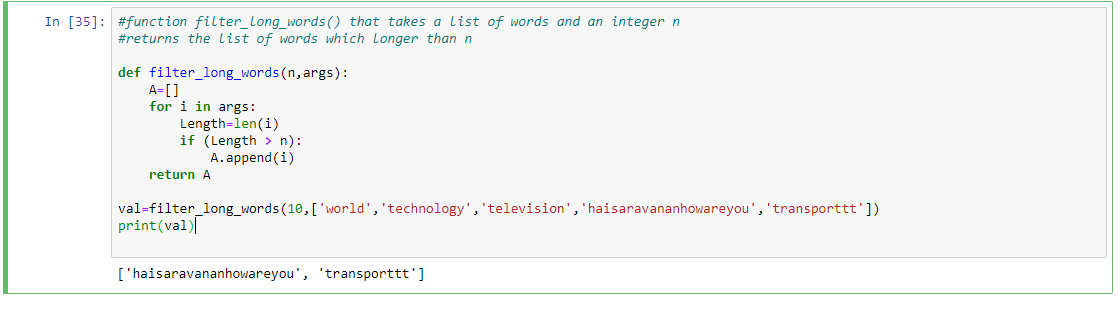 In [35]: #function filter_long_words() that takes a list of words and an integer n
#returns the list of words which longer than n
def filter_long_words(n,args):
    A=[]
    for i in args:
        Length=len(i)
        if (Length > n):
            A.append(i)
    return A
val=filter_long_words(10,['world','technology','television','haisaravananhowareyou','transporttt'])
print(val)
['haisaravananhowareyou', 'transporttt']